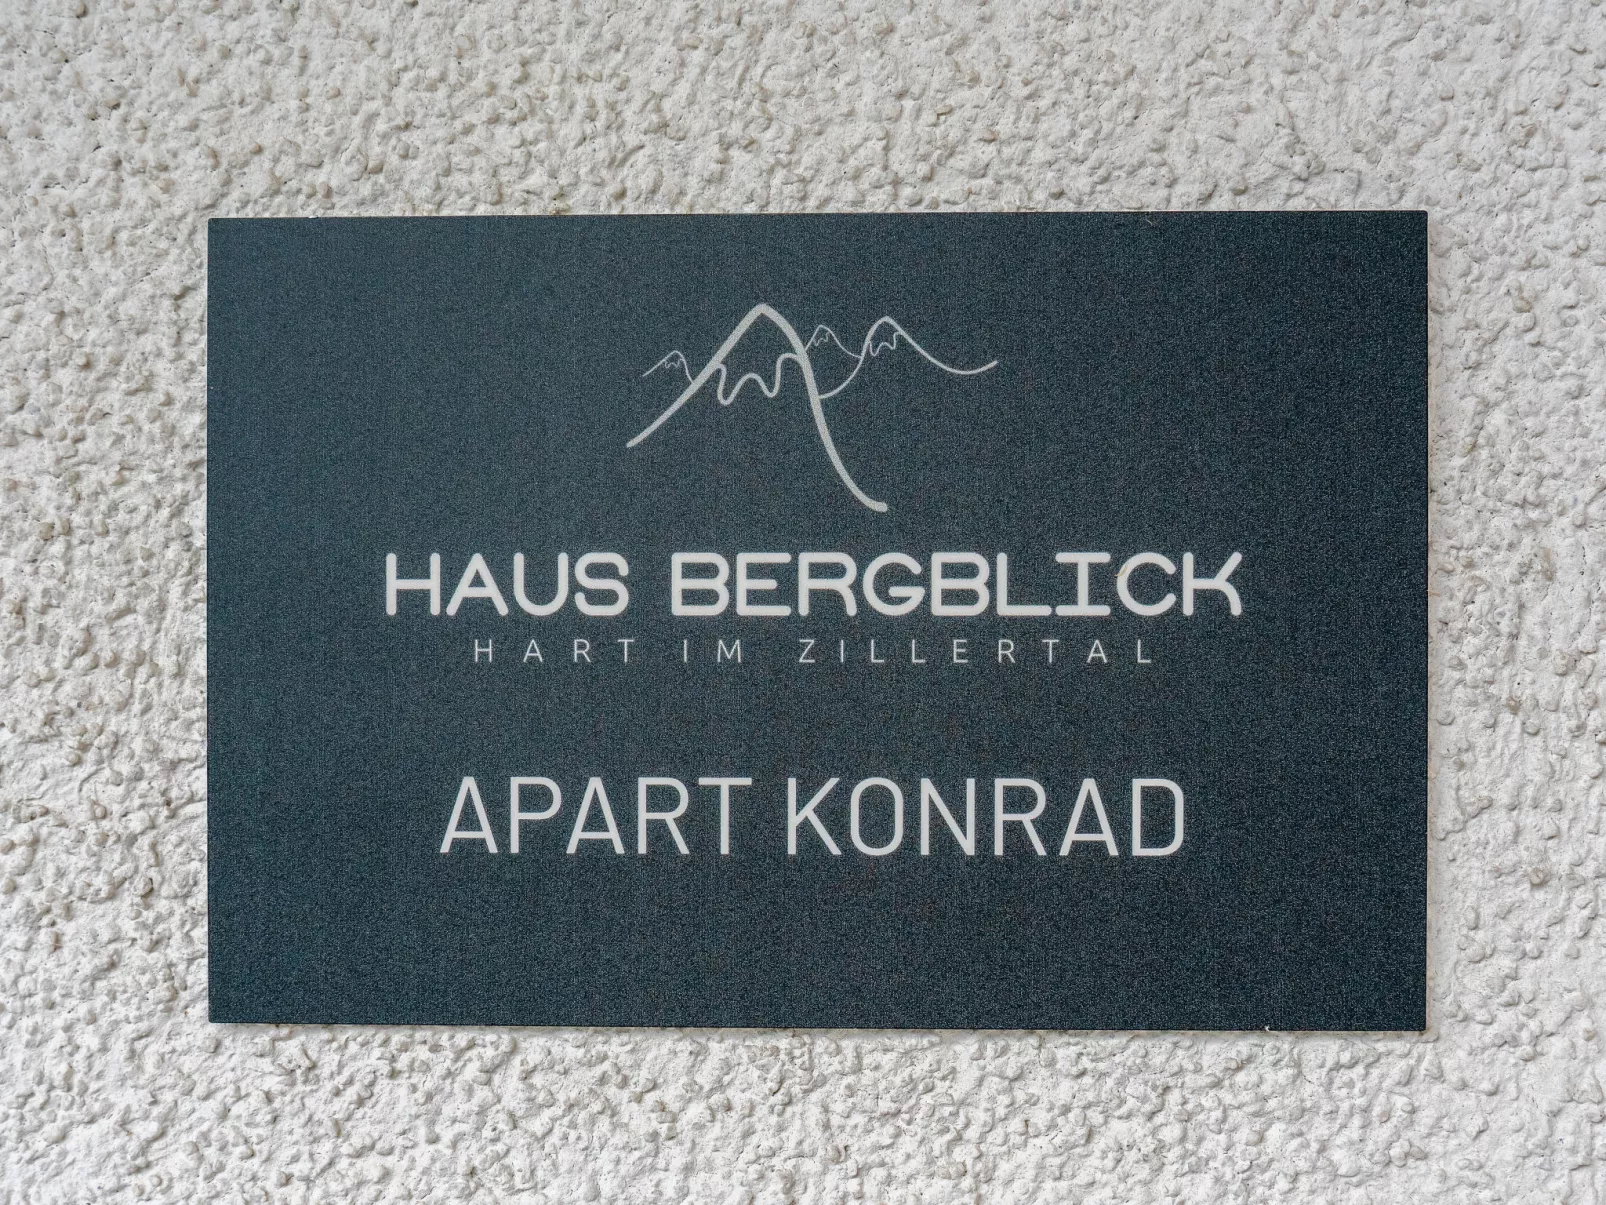 HAUS BERGBLICK
HART IM ZILLERTAL
APART KONRAD